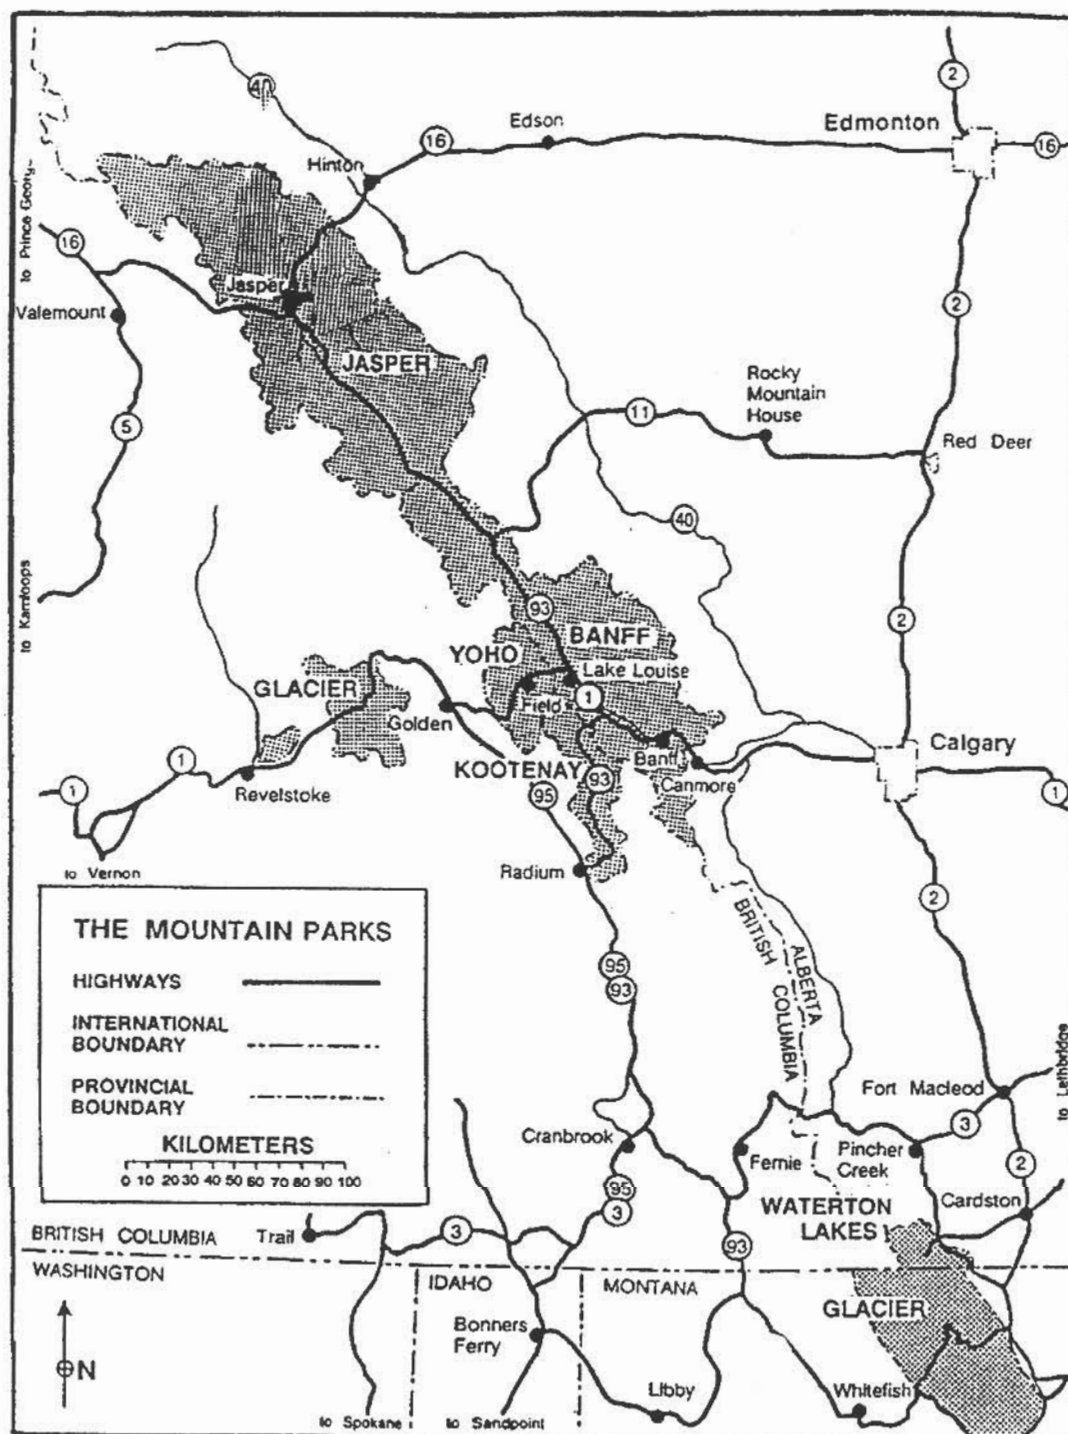 40
2
Edson
Edmonton
16
16
Hinton
to Prince Georg
16
Jasper
Valemount
2
JASPER
Rocky
Mountain
House
11
5
Red Deer
40
to Kamloops
93
BANFF
2
YOHO
Lake Louise
GLACIER
Field
1
Golden
Calgary
Banff
KOOTENAY
93
Canmore
1
1
95
1
Revelstoke
to Vernon
Radium
2
THE MOUNTAIN PARKS
HIGHWAYS
INTERNATIONAL
BOUNDARY
PROVINCIAL
BOUNDARY
KILOMETERS
0 10 20 30 40 50 60 70 80 90 100
BRITISH
COLUMBIA
ALBERTA
95
93
Fort Macleod
to Lethbridge
3
Cranbrook
Fernie
Pincher
Creek
2
95
3
WATERTON
LAKES
Cardston
BRITISH COLUMBIA
Trail
3
93
WASHINGTON
IDAHO
MONTANA
GLACIER
Bonners
Ferry
N
Libby
Whitefish
to Spokane
to Sandpoint